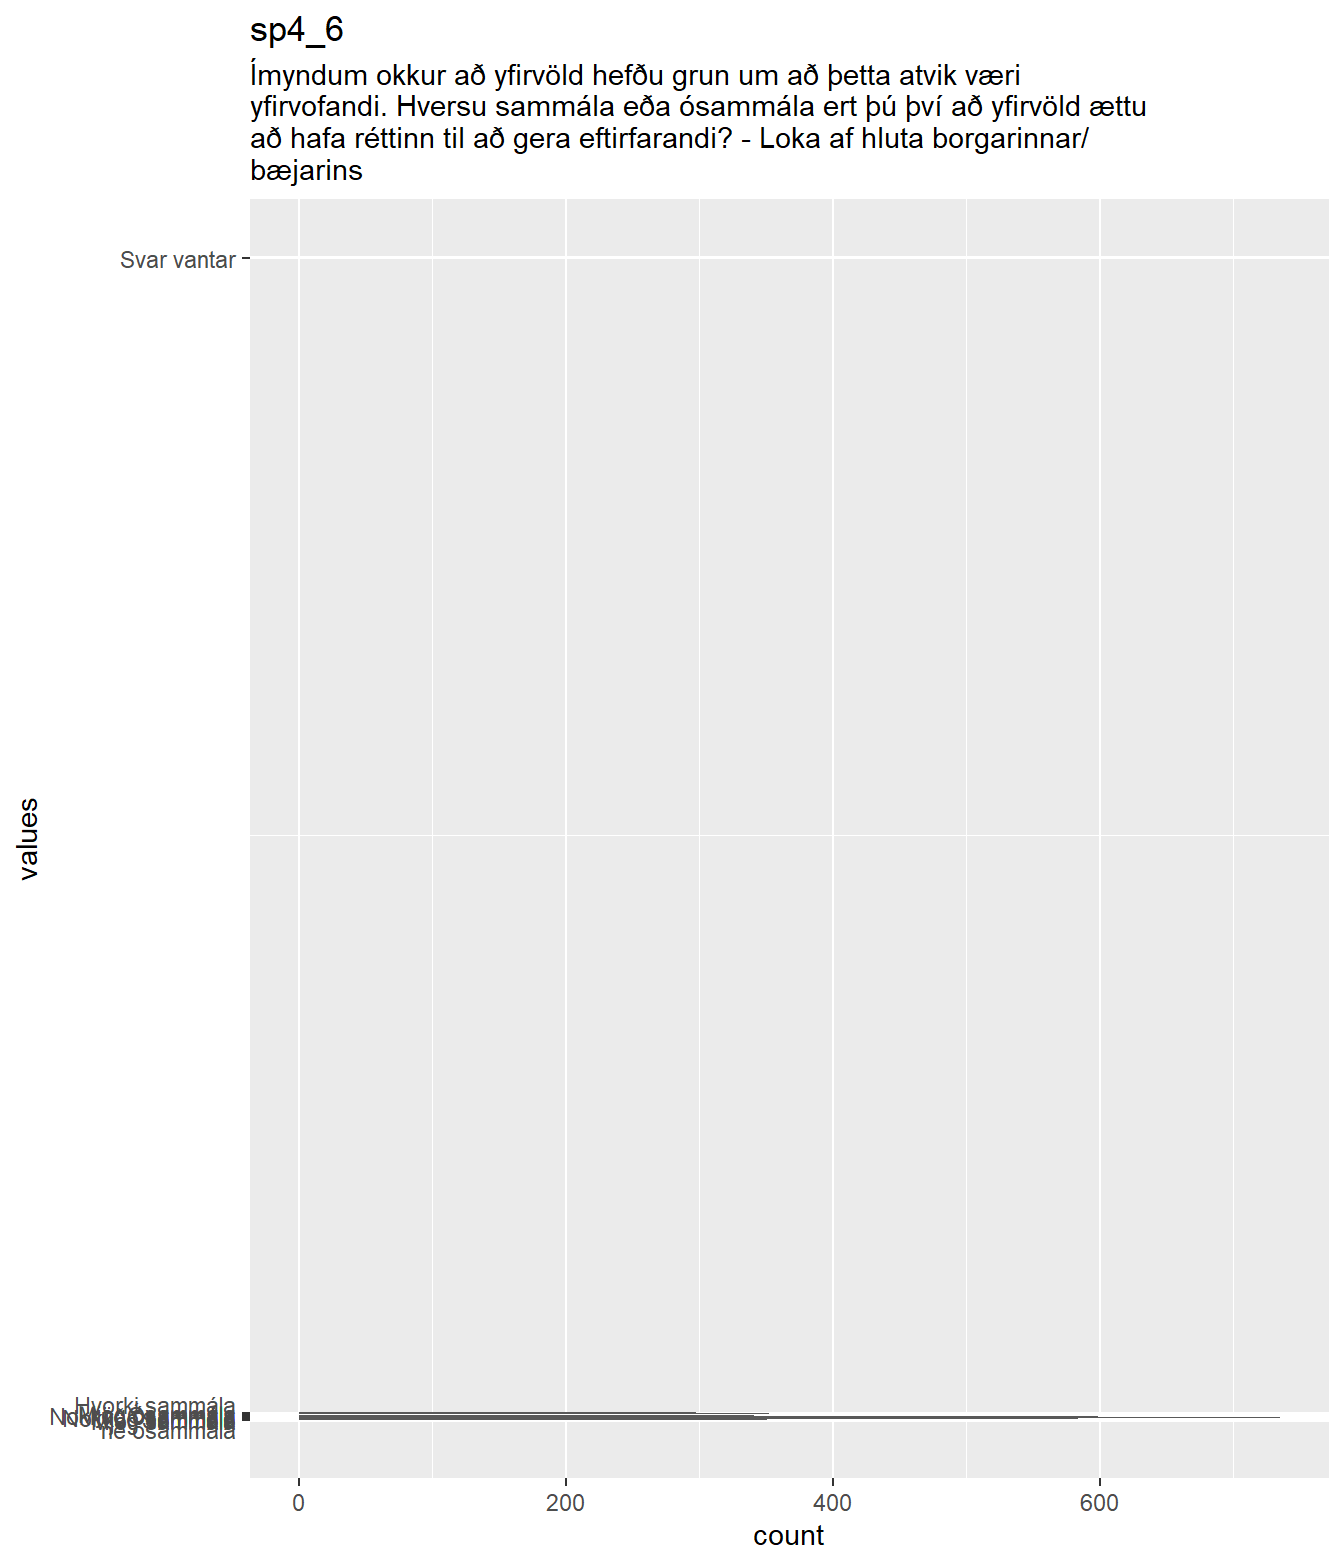 sp4_6
Ímyndum okkur að yfirvöld hefðu grun um að þetta atvik væri
yfirvofandi. Hversu sammála eða ósammála ert þú því að yfirvöld ættu
að hafa réttinn til að gera eftirfarandi? - Loka af hluta borgarinnar/
bæjarins
Svar vantar
values
Hvorki sammála
né ósammála
0 200 400 600
count